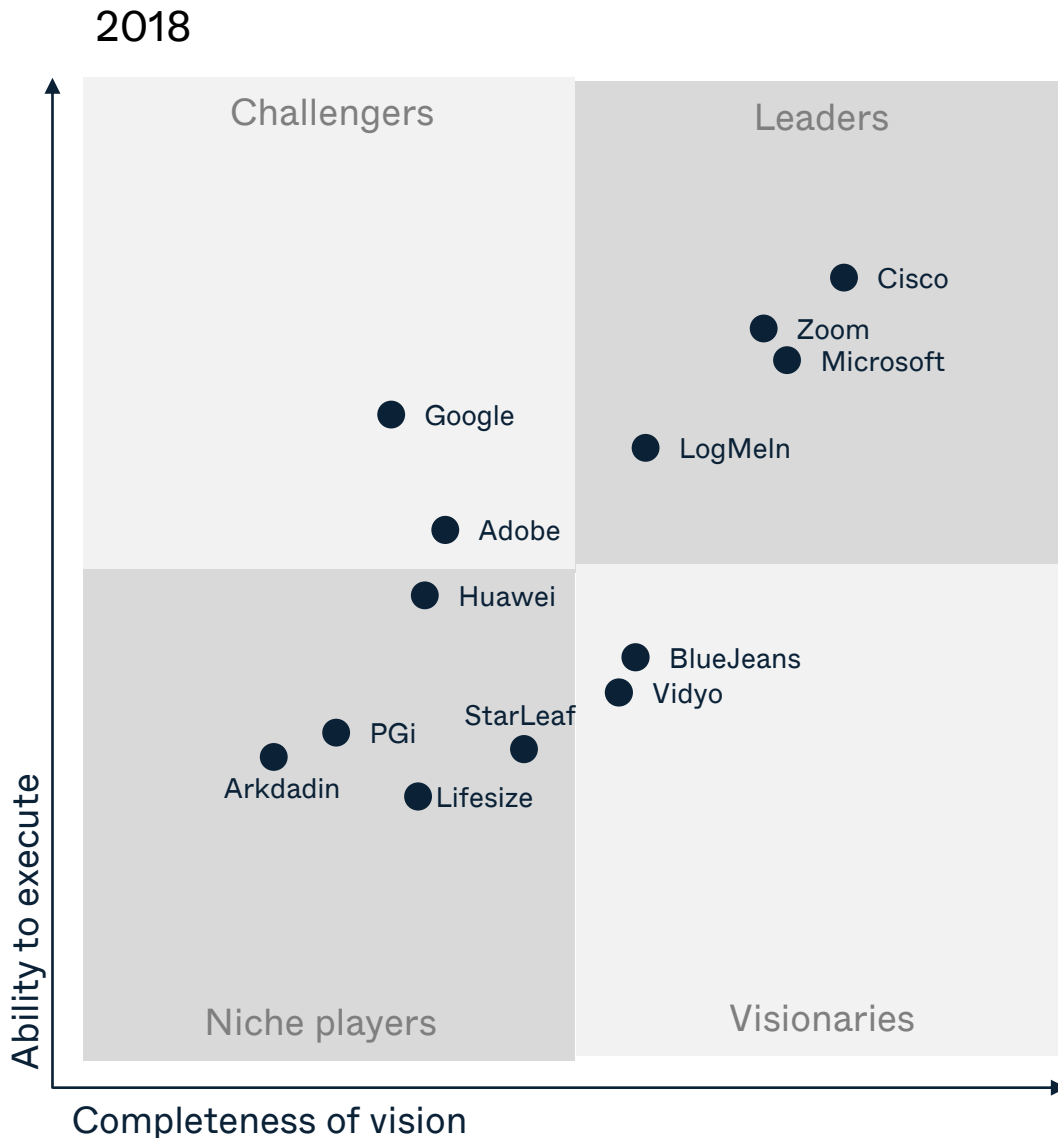 2018
Challengers
Leaders
Cisco
Zoom
Microsoft
Google
LogMeIn
Adobe
Huawei
BlueJeans
Vidyo
StarLeaf
PGi
Arkdadin
Lifesize
Ability to execute
Niche players
Visionaries
Completeness of vision